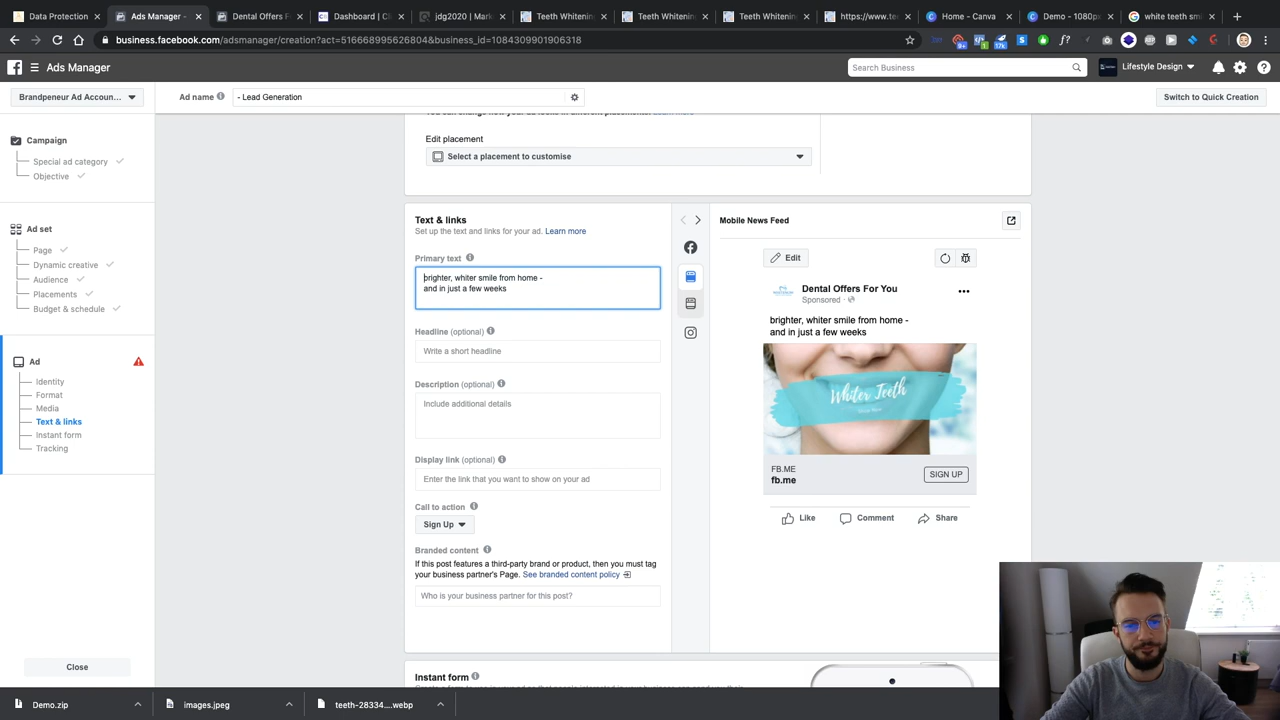 Data Protection
Ads Manager -
Dental Offers F
Dashboard | Cl
jdg2020 | Mark
Teeth Whitenin
Teeth Whitenin
Teeth Whitenin
https://www.te
Home - Canva
Demo - 1080p
white teeth sm
business.facebook.com/adsmanager/creation?act=516668995626804&business_id=1084309901906318
Ads Manager
Search Business
Lifestyle Design
Brandpeneur Ad Accoun...
Ad name
- Lead Generation
Switch to Quick Creation
Campaign
Special ad category
Objective
Ad set
Page
Dynamic creative
Audience
Placements
Budget & schedule
Ad
Identity
Format
Media
Text & links
Instant form
Tracking
Close
You can change how your ad looks in different placements. Learn more
Edit placement
Select a placement to customise
Text & links
Set up the text and links for your ad. Learn more
Primary text
brighter, whiter smile from home -
and in just a few weeks
Headline (optional)
Write a short headline
Description (optional)
Include additional details
Display link (optional)
Enter the link that you want to show on your ad
Call to action
Sign Up
Branded content
If this post features a third-party brand or product, then you must tag
your business partner's Page. See branded content policy
Who is your business partner for this post?
Instant form
Mobile News Feed
Edit
Dental Offers For You
Sponsored ·
brighter, whiter smile from home -
and in just a few weeks
Whiter Teeth
FB.ME
fb.me
SIGN UP
Like
Comment
Share
Demo.zip
images.jpeg
teeth-28334....webp